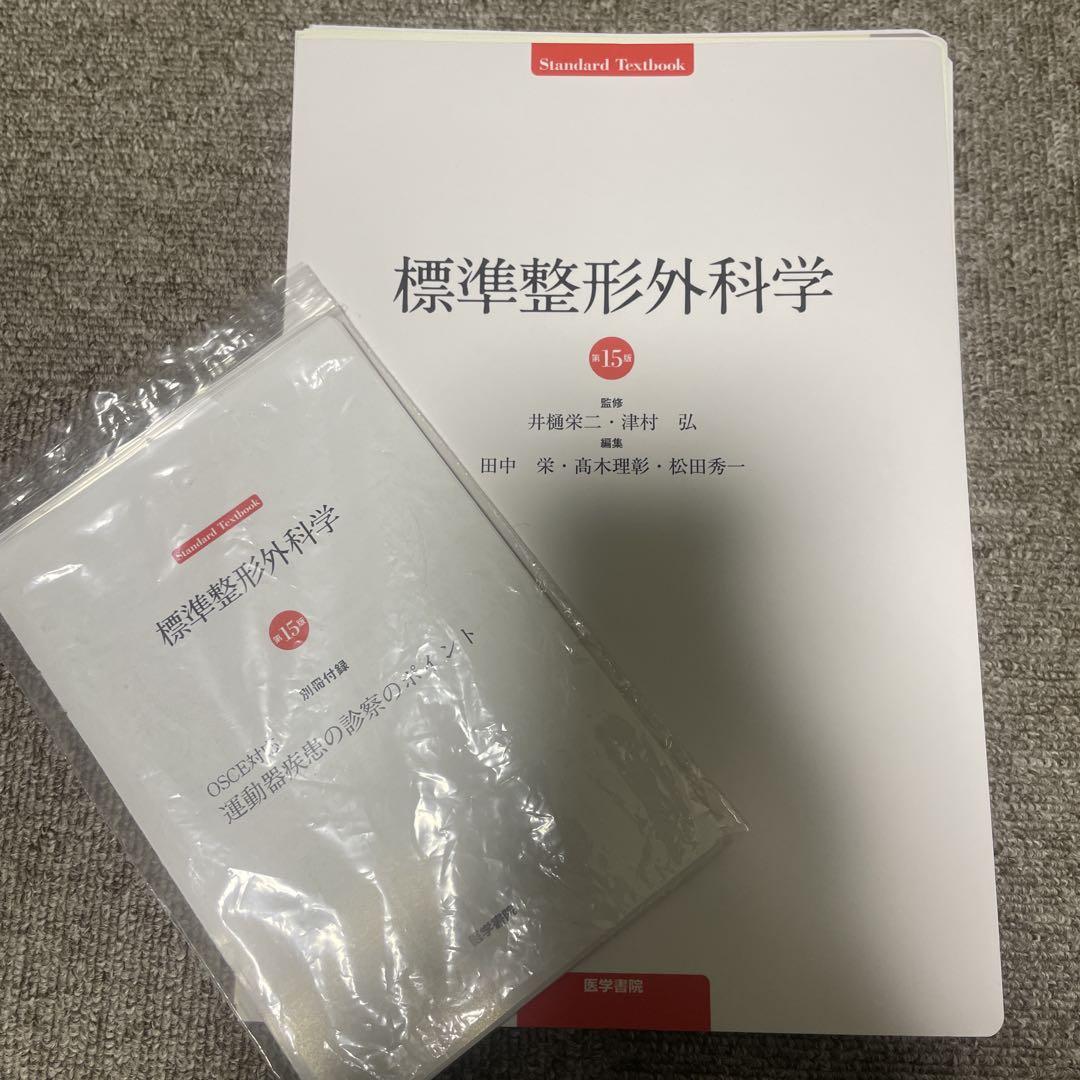 Standard Textbook
標準整形外科学
第15版
監修
井樋栄二・津村　弘
編集
田中　栄・髙木理彰・松田秀一
医学書院
Standard Textbook
標準整形外科学
第15版
別冊付録
OSCE対応
運動器疾患の診察のポイント
医学書院